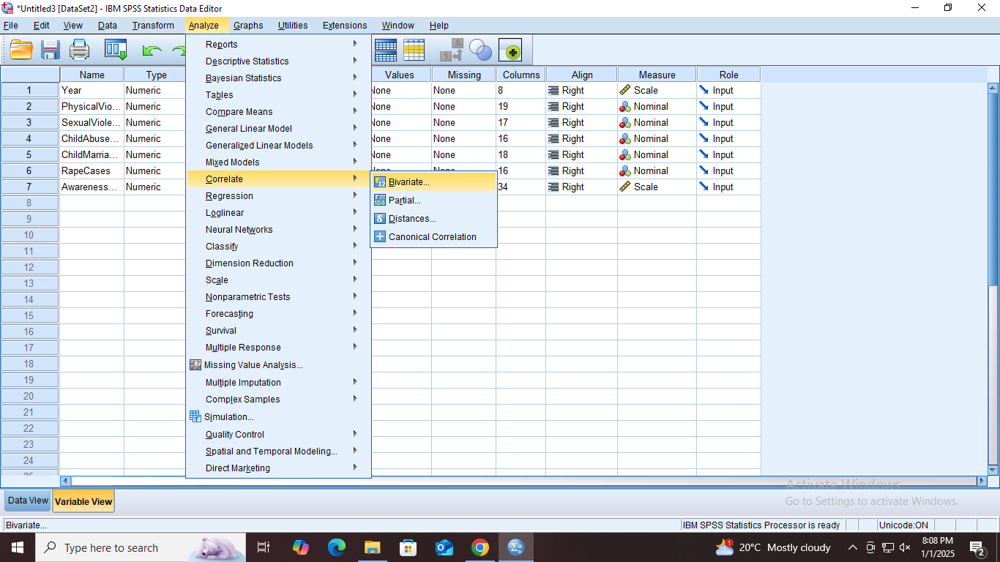 *Untitled3 [DataSet2] - IBM SPSS Statistics Data Editor
File Edit View Data Transform Analyze Graphs Utilities Extensions Window Help
Name Type Values Missing Columns Align Measure Role
1 Year Numeric None None 8 Right Scale Input
2 PhysicalVio... Numeric None None 19 Right Nominal Input
3 SexualViole... Numeric None None 17 Right Nominal Input
4 ChildAbuse... Numeric None None 16 Right Nominal Input
5 ChildMarria... Numeric None None 18 Right Nominal Input
6 RapeCases Numeric None None 16 Right Nominal Input
7 Awareness... Numeric 34 Right Scale Input
8
9
10
11
12
13
14
15
16
17
18
19
20
21
22
23
24
25
Reports
Descriptive Statistics
Bayesian Statistics
Tables
Compare Means
General Linear Model
Generalized Linear Models
Mixed Models
Correlate
Regression
Loglinear
Neural Networks
Classify
Dimension Reduction
Scale
Nonparametric Tests
Forecasting
Survival
Multiple Response
Missing Value Analysis...
Multiple Imputation
Complex Samples
Simulation...
Quality Control
Spatial and Temporal Modeling...
Direct Marketing
Bivariate...
Partial...
Distances...
Canonical Correlation
Activate Windows
Go to Settings to activate Windows.
Data View Variable View
Bivariate... IBM SPSS Statistics Processor is ready Unicode:ON
Type here to search
1
20°C Mostly cloudy
8:08 PM
1/1/2025
2